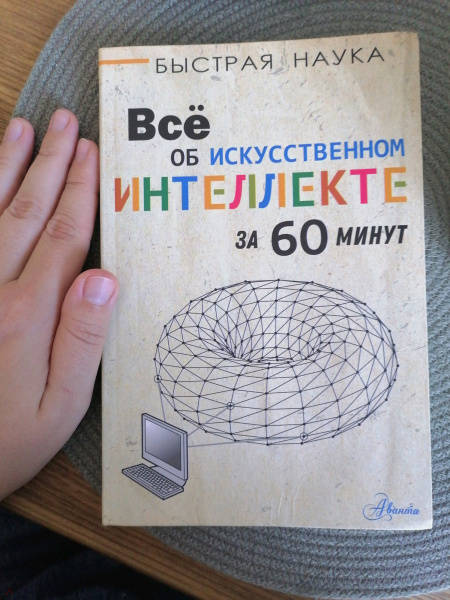 БЫСТРАЯ НАУКА
Всё
ОБ ИСКУССТВЕННОМ
ИНТЕЛЛЕКТЕ
ЗА 60 МИНУТ
Аванта